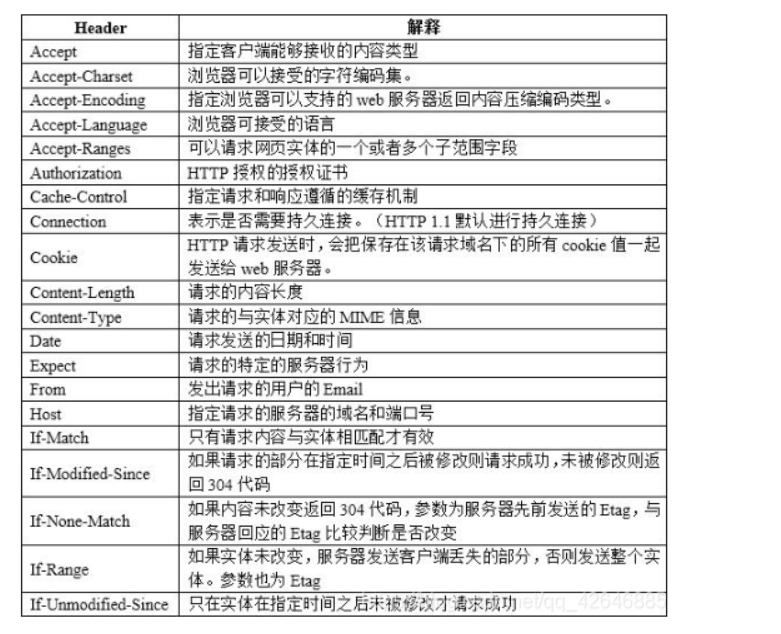 Header 解释
Accept 指定客户端能够接收的内容类型
Accept-Charset 浏览器可以接受的字符编码集。
Accept-Encoding 指定浏览器可以支持的 web 服务器返回内容压缩编码类型。
Accept-Language 浏览器可接受的语言
Accept-Ranges 可以请求网页实体的一个或者多个子范围字段
Authorization HTTP 授权的授权证书
Cache-Control 指定请求和响应遵循的缓存机制
Connection 表示是否需要持久连接。（HTTP 1.1 默认进行持久连接）
Cookie HTTP 请求发送时，会把保存在该请求域名下的所有 cookie 值一起
发送给 web 服务器。
Content-Length 请求的内容长度
Content-Type 请求的与实体对应的 MIME 信息
Date 请求发送的日期和时间
Expect 请求的特定的服务器行为
From 发出请求的用户的 Email
Host 指定请求的服务器的域名和端口号
If-Match 只有请求内容与实体相匹配才有效
If-Modified-Since 如果请求的部分在指定时间之后被修改则请求成功，未被修改则返
回 304 代码
If-None-Match 如果内容未改变返回 304 代码，参数为服务器先前发送的 Etag，与
服务器回应的 Etag 比较判断是否改变
If-Range 如果实体未改变，服务器发送客户端丢失的部分，否则发送整个实
体。参数也为 Etag
If-Unmodified-Since 只在实体在指定时间之后未被修改才请求成功
net/qq_42646885